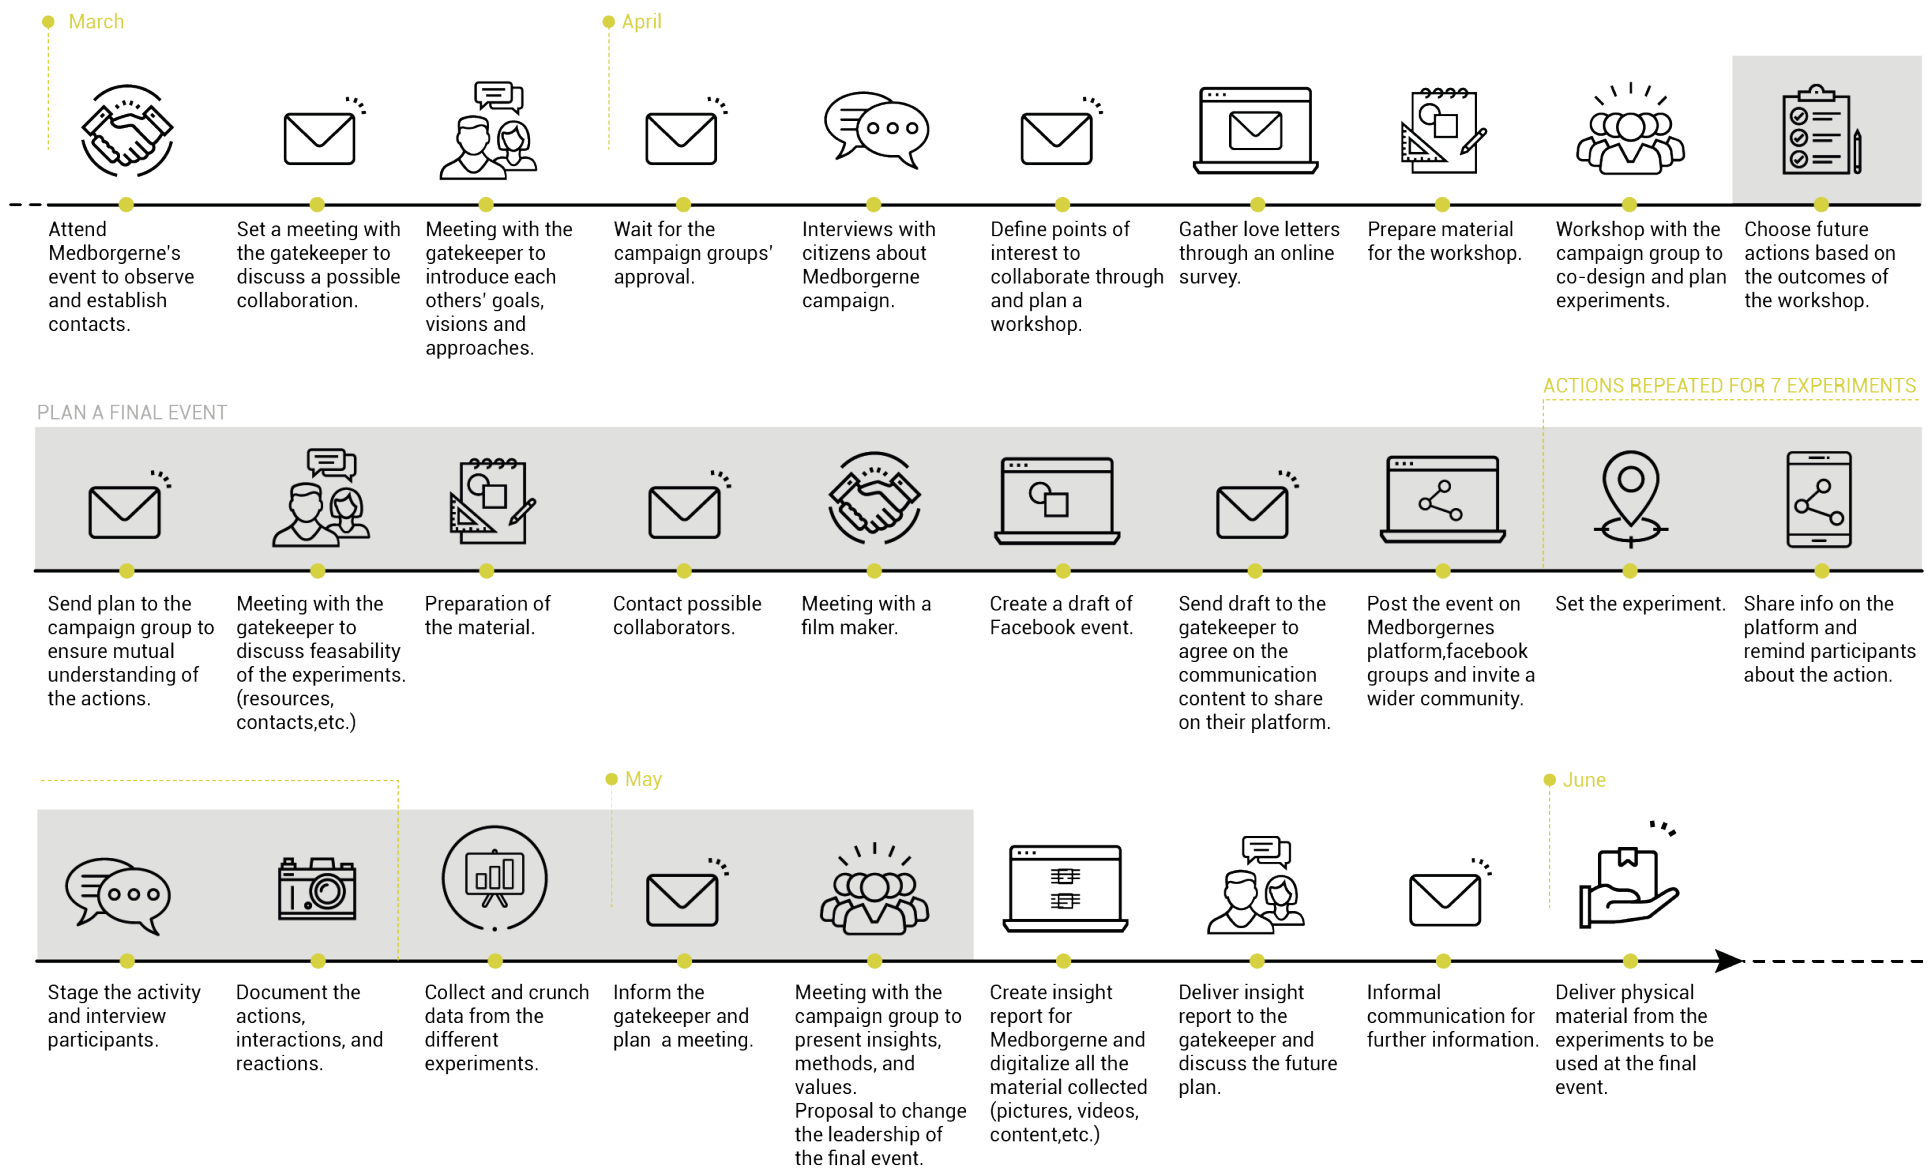 March
April
Attend
Medborgerne's
event to observe
and establish
contacts.
Set a meeting with
the gatekeeper to
discuss a possible
collaboration.
Meeting with the
gatekeeper to
introduce each
others' goals,
visions and
approaches.
Wait for the
campaign groups'
approval.
Interviews with
citizens about
Medborgerne
campaign.
Define points of
interest to
collaborate through
and plan a
workshop.
Gather love letters
through an online
survey.
Prepare material
for the workshop.
Workshop with the
campaign group to
co-design and plan
experiments.
Choose future
actions based on
the outcomes of
the workshop.
ACTIONS REPEATED FOR 7 EXPERIMENTS
PLAN A FINAL EVENT
Send plan to the
campaign group to
ensure mutual
understanding of
the actions.
Meeting with the
gatekeeper to
discuss feasability
of the experiments.
(resources,
contacts,etc.)
Preparation of
the material.
Contact possible
collaborators.
Meeting with a
film maker.
Create a draft of
Facebook event.
Send draft to the
gatekeeper to
agree on the
communication
content to share
on their platform.
Post the event on
Medborgernes
platform,facebook
groups and invite a
wider community.
Set the experiment.
Share info on the
platform and
remind participants
about the action.
May
June
Stage the activity
and interview
participants.
Document the
actions,
interactions, and
reactions.
Collect and crunch
data from the
different
experiments.
Inform the
gatekeeper and
plan a meeting.
Meeting with the
campaign group to
present insights,
methods, and
values.
Proposal to change
the leadership of
the final event.
Create insight
report for
Medborgerne and
digitalize all the
material collected
(pictures, videos,
content,etc.)
Deliver insight
report to the
gatekeeper and
discuss the future
plan.
Informal
communication for
further information.
Deliver physical
material from the
experiments to be
used at the final
event.